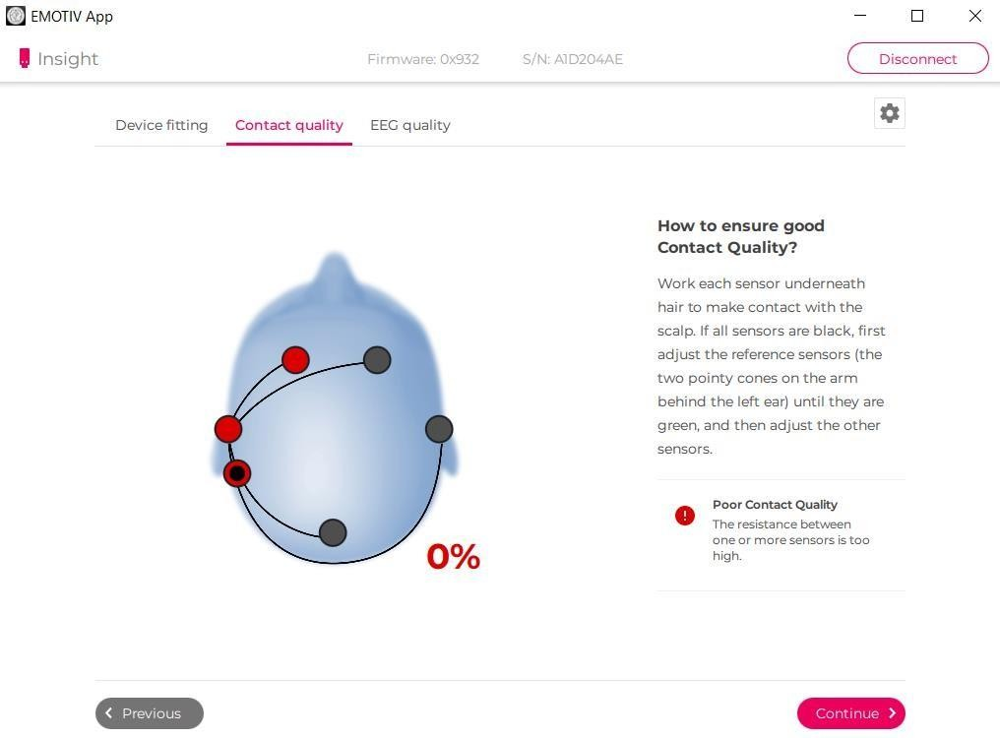 EMOTIV App
Insight
Firmware: 0x932
S/N: A1D204AE
Disconnect
Device fitting
Contact quality
EEG quality
How to ensure good
Contact Quality?
Work each sensor underneath
hair to make contact with the
scalp. If all sensors are black, first
adjust the reference sensors (the
two pointy cones on the arm
behind the left ear) until they are
green, and then adjust the other
sensors.
Poor Contact Quality
The resistance between
one or more sensors is too
high.
0%
Previous
Continue